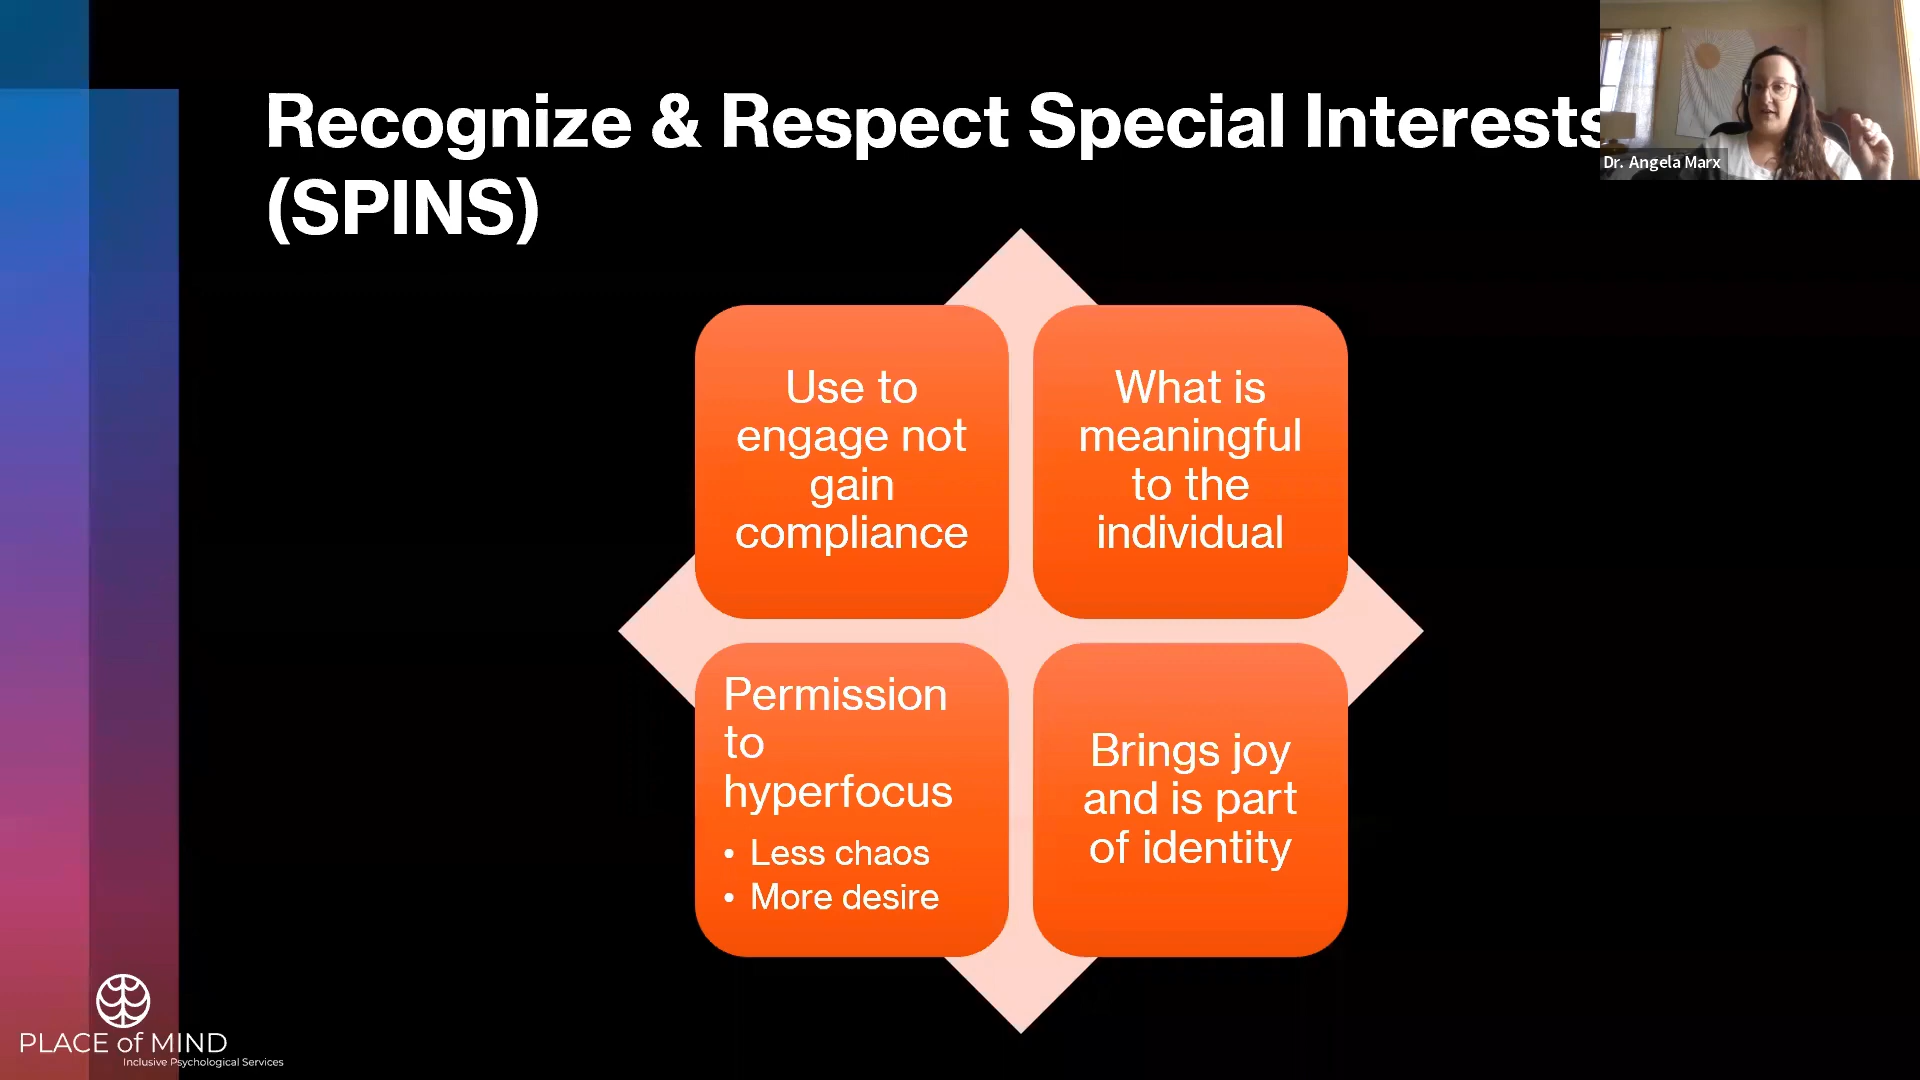 Recognize & Respect Special Interests
(SPINS)
Dr. Angela Marx
Use to
engage not
gain
compliance
What is
meaningful
to the
individual
Permission
to
hyperfocus
• Less chaos
• More desire
Brings joy
and is part
of identity
PLACE of MIND
Inclusive Psychological Services